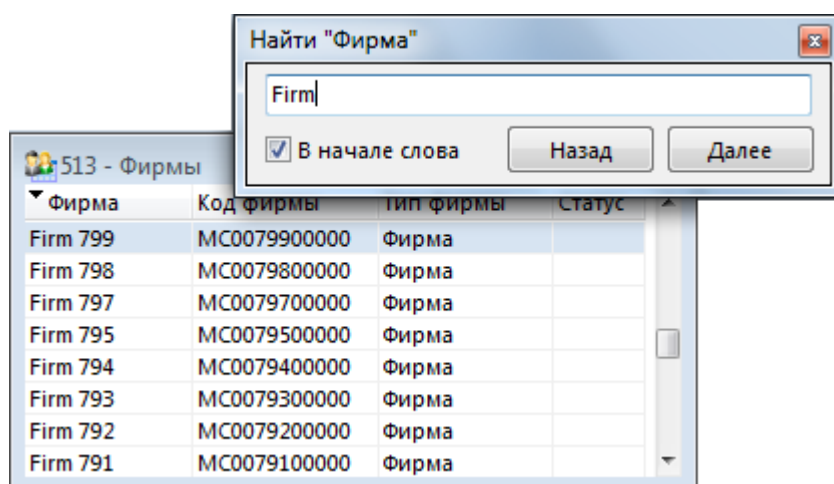 Найти "Фирма"
Firm
В начале слова Назад Далее
513 - Фирмы
Фирма Код фирмы Тип фирмы Статус
Firm 799 MC0079900000 Фирма
Firm 798 MC0079800000 Фирма
Firm 797 MC0079700000 Фирма
Firm 795 MC0079500000 Фирма
Firm 794 MC0079400000 Фирма
Firm 793 MC0079300000 Фирма
Firm 792 MC0079200000 Фирма
Firm 791 MC0079100000 Фирма